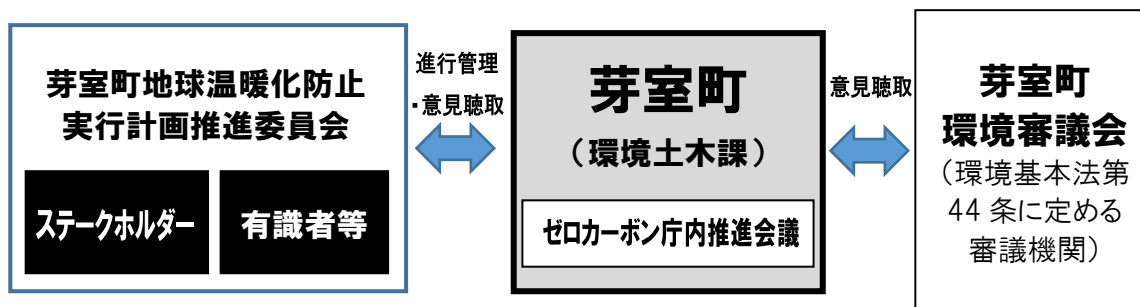 芽室町地球温暖化防止
実行計画推進委員会
ステークホルダー
有識者等
進行管理
・意見聴取
芽室町
（環境土木課）
ゼロカーボン庁内推進会議
意見聴取
芽室町
環境審議会
（環境基本法第
44 条に定める
審議機関）